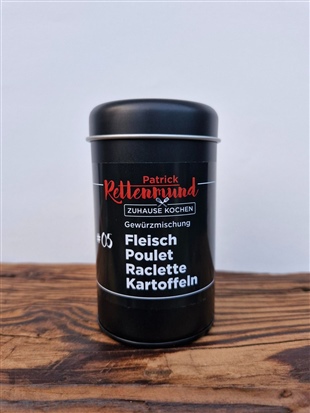 Patrick
Rettenmund
ZUHAUSE KOCHEN
Gewürzmischung
#05
Fleisch
Poulet
Raclette
Kartoffeln